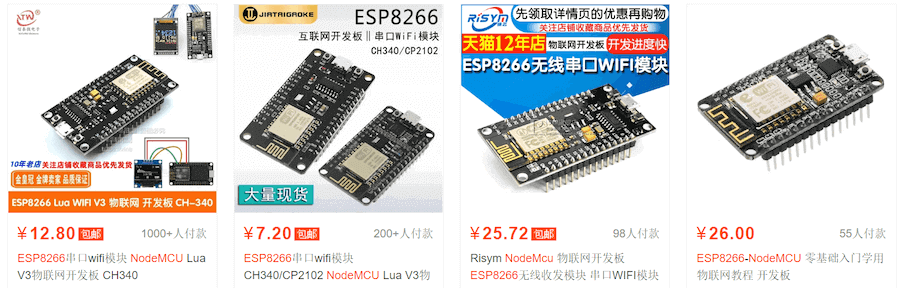 ATW
创意微电子
10年老店 关注店铺收藏商品优先发货
金皇冠 金牌卖家 品质保证
ESP8266 Lua WIFI V3 物联网 开发板 CH-340
¥12.80 包邮 1000+人付款
ESP8266串口wifi模块 NodeMCU Lua
V3物联网开发板 CH340
JIATAIGAOKE
ESP8266
互联网开发板‖串口WiFi模块
CH340/CP2102
大量现货
¥7.20 包邮 200+人付款
ESP8266串口wifi模块
CH340/CP2102 NodeMCU Lua V3物
RISYM
先领取详情页的优惠再购物
关注店铺收藏商品优先发货
天猫12年店 物联网开发板 开发进度快
ESP8266无线串口WIFI模块
¥25.72 包邮 98人付款
Risym NodeMcu 物联网开发板
ESP8266无线收发模块 串口WIFI模块
¥26.00 55人付款
ESP8266-NodeMCU 零基础入门学用
物联网教程 开发板